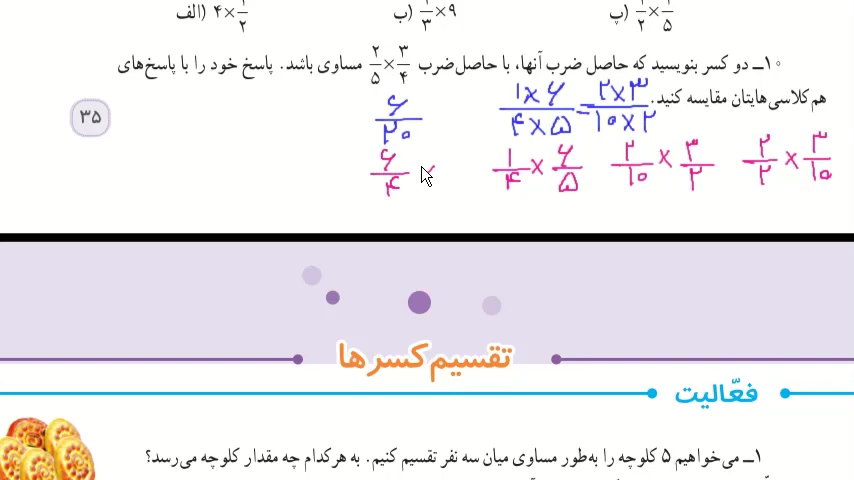 الف) ۴×۱/۲ ب) ۱/۳×۹ پ) ۱/۲×۱/۵
۱۰ــ دو کسر بنویسید که حاصل ضرب آنها، با حاصل‌ضرب ۲/۵×۳/۴ مساوی باشد. پاسخ خود را با پاسخ‌های
هم‌کلاسی‌هایتان مقایسه کنید.
۶/۲۰ ۱×۶/۴×۵ = ۲×۳/۱۰×۲
۳۵
۶/۴ × ۱/۴ × ۶/۵ ۲/۱۰ × ۳/۲ ۲/۲ × ۳/۱۰
تقسیم کسرها
فعّالیت
۱ــ می‌خواهیم ۵ کلوچه را به‌طور مساوی میان سه نفر تقسیم کنیم. به هرکدام چه مقدار کلوچه می‌رسد؟